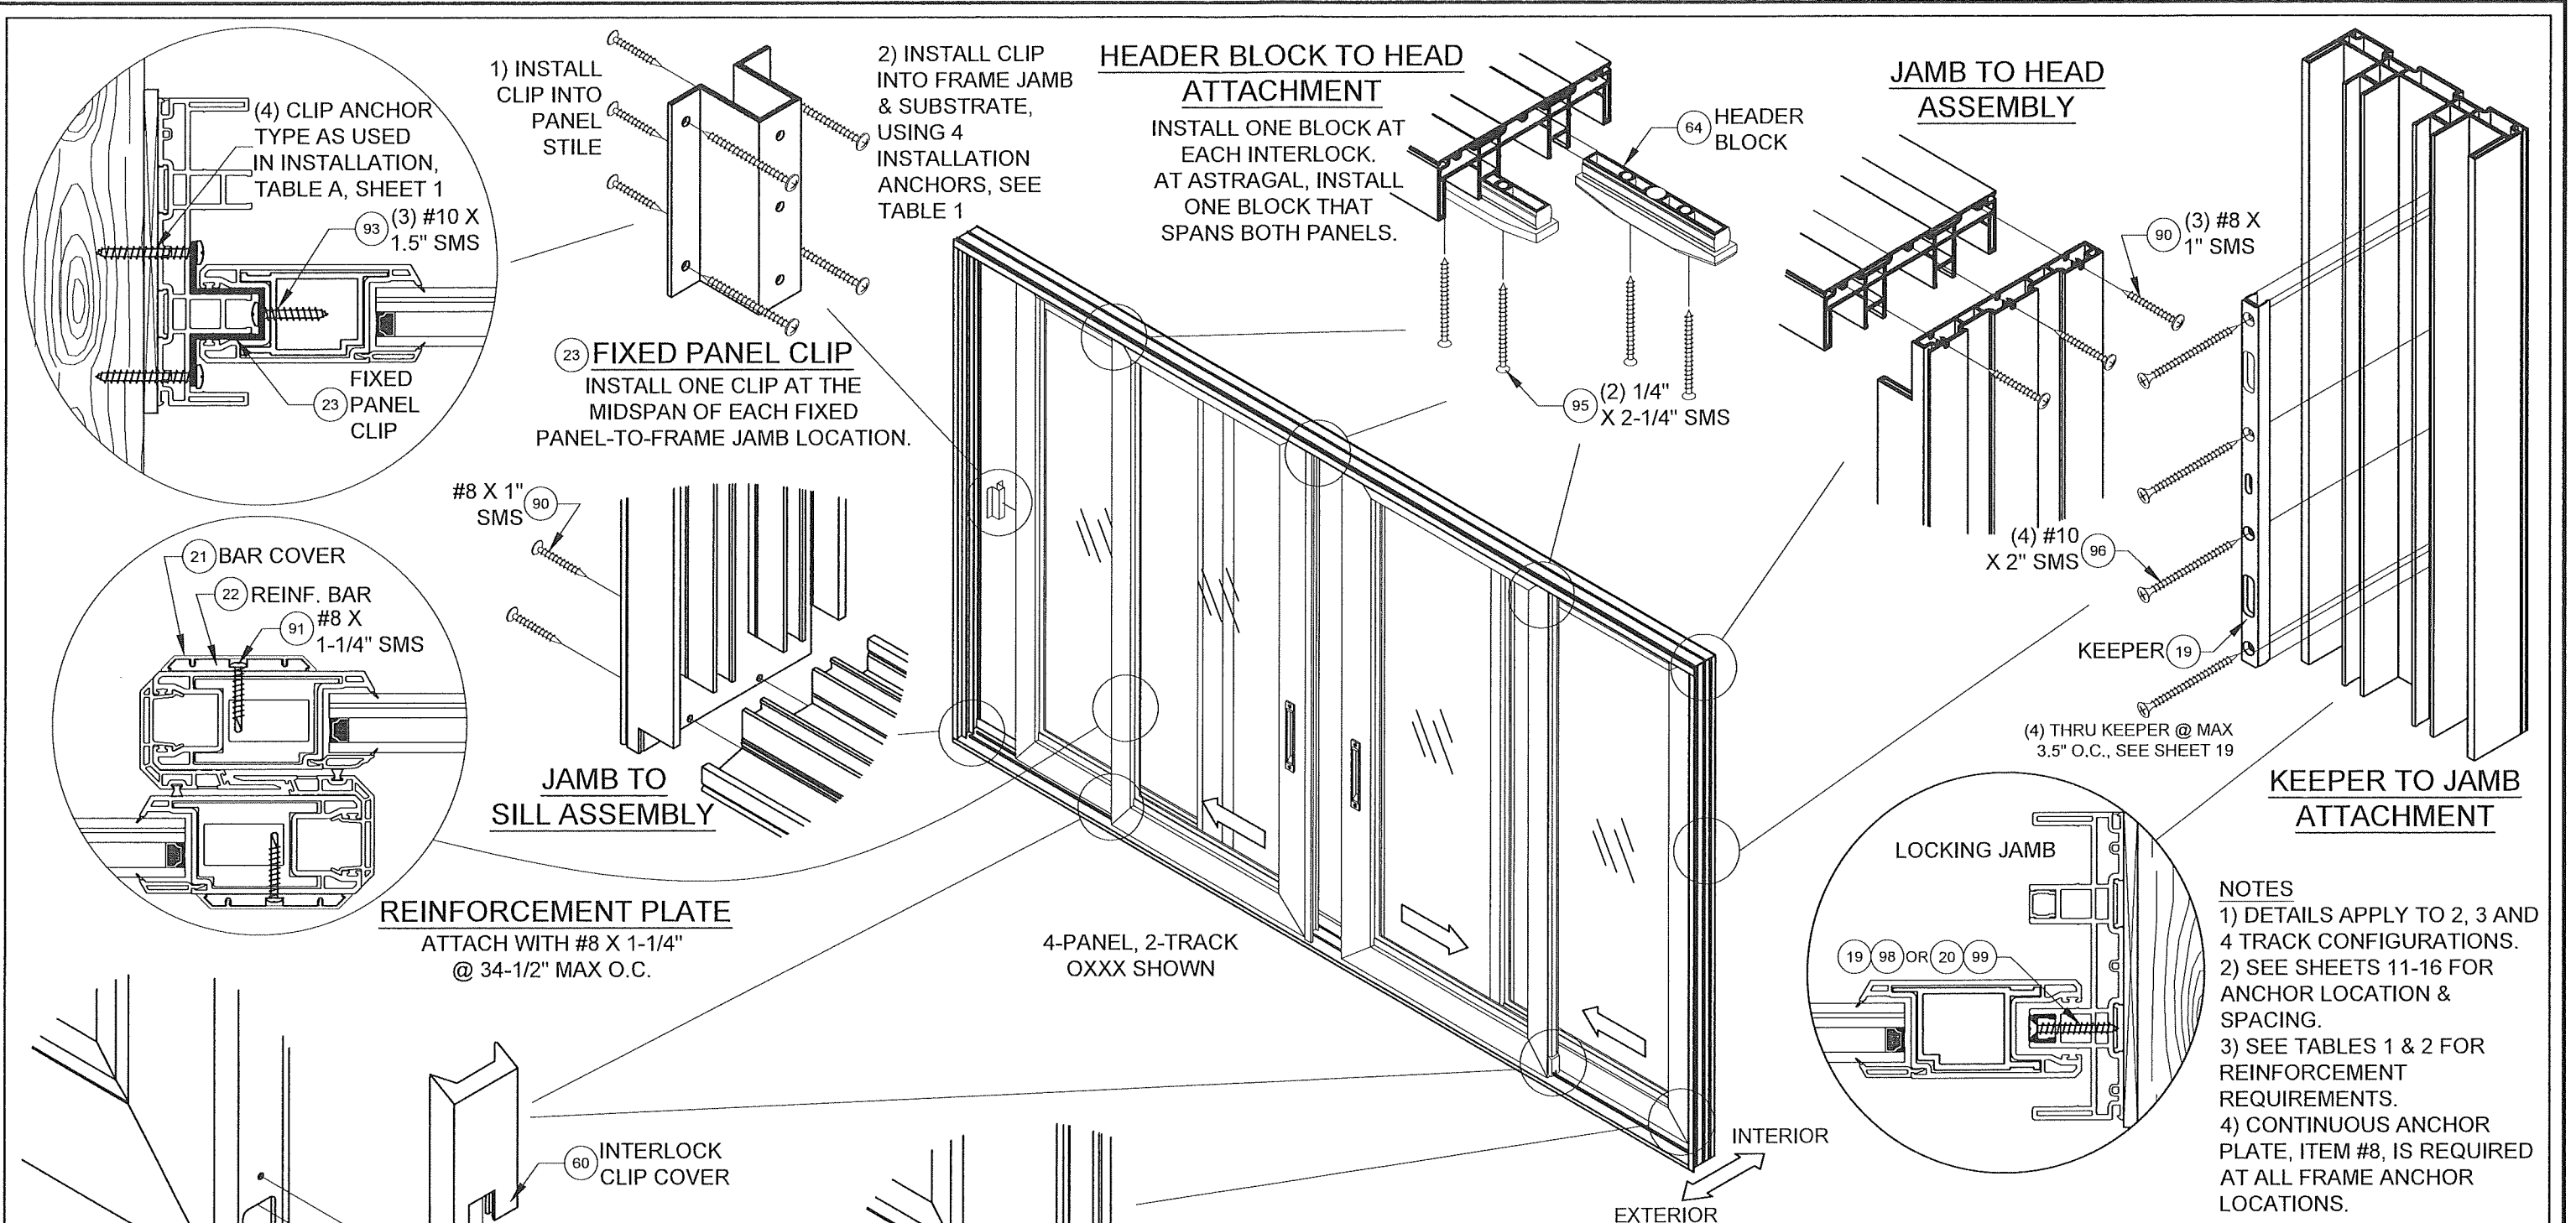 (4) CLIP ANCHOR
TYPE AS USED
IN INSTALLATION,
TABLE A, SHEET 1
93
(3) #10 X
1.5" SMS
FIXED
23 PANEL
CLIP
1) INSTALL
CLIP INTO
PANEL
STILE
2) INSTALL CLIP
INTO FRAME JAMB
& SUBSTRATE,
USING 4
INSTALLATION
ANCHORS, SEE
TABLE 1
23 FIXED PANEL CLIP
INSTALL ONE CLIP AT THE
MIDSPAN OF EACH FIXED
PANEL-TO-FRAME JAMB LOCATION.
HEADER BLOCK TO HEAD
ATTACHMENT
INSTALL ONE BLOCK AT
EACH INTERLOCK.
AT ASTRAGAL, INSTALL
ONE BLOCK THAT
SPANS BOTH PANELS.
64 HEADER
BLOCK
95 (2) 1/4"
X 2-1/4" SMS
JAMB TO HEAD
ASSEMBLY
90 (3) #8 X
1" SMS
(4) #10
X 2" SMS 96
KEEPER 19
(4) THRU KEEPER @ MAX
3.5" O.C., SEE SHEET 19
KEEPER TO JAMB
ATTACHMENT
#8 X 1"
SMS 90
JAMB TO
SILL ASSEMBLY
21 BAR COVER
22 REINF. BAR
91 #8 X
1-1/4" SMS
REINFORCEMENT PLATE
ATTACH WITH #8 X 1-1/4"
@ 34-1/2" MAX O.C.
4-PANEL, 2-TRACK
OXXX SHOWN
LOCKING JAMB
19 98 OR 20 99
NOTES
1) DETAILS APPLY TO 2, 3 AND
4 TRACK CONFIGURATIONS.
2) SEE SHEETS 11-16 FOR
ANCHOR LOCATION &
SPACING.
3) SEE TABLES 1 & 2 FOR
REINFORCEMENT
REQUIREMENTS.
4) CONTINUOUS ANCHOR
PLATE, ITEM #8, IS REQUIRED
AT ALL FRAME ANCHOR
LOCATIONS.
60 INTERLOCK
CLIP COVER
INTERIOR
EXTERIOR